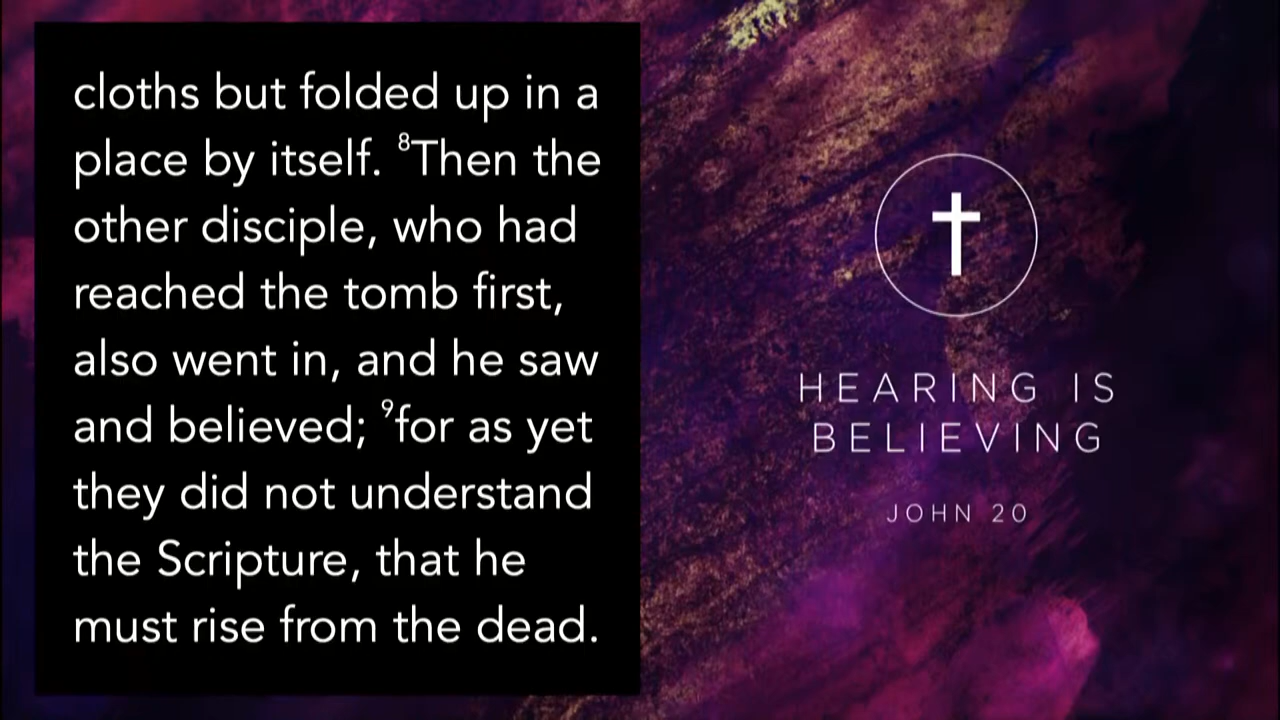 cloths but folded up in a
place by itself. ⁸Then the
other disciple, who had
reached the tomb first,
also went in, and he saw
and believed; ⁹for as yet
they did not understand
the Scripture, that he
must rise from the dead.
HEARING IS
BELIEVING
JOHN 20